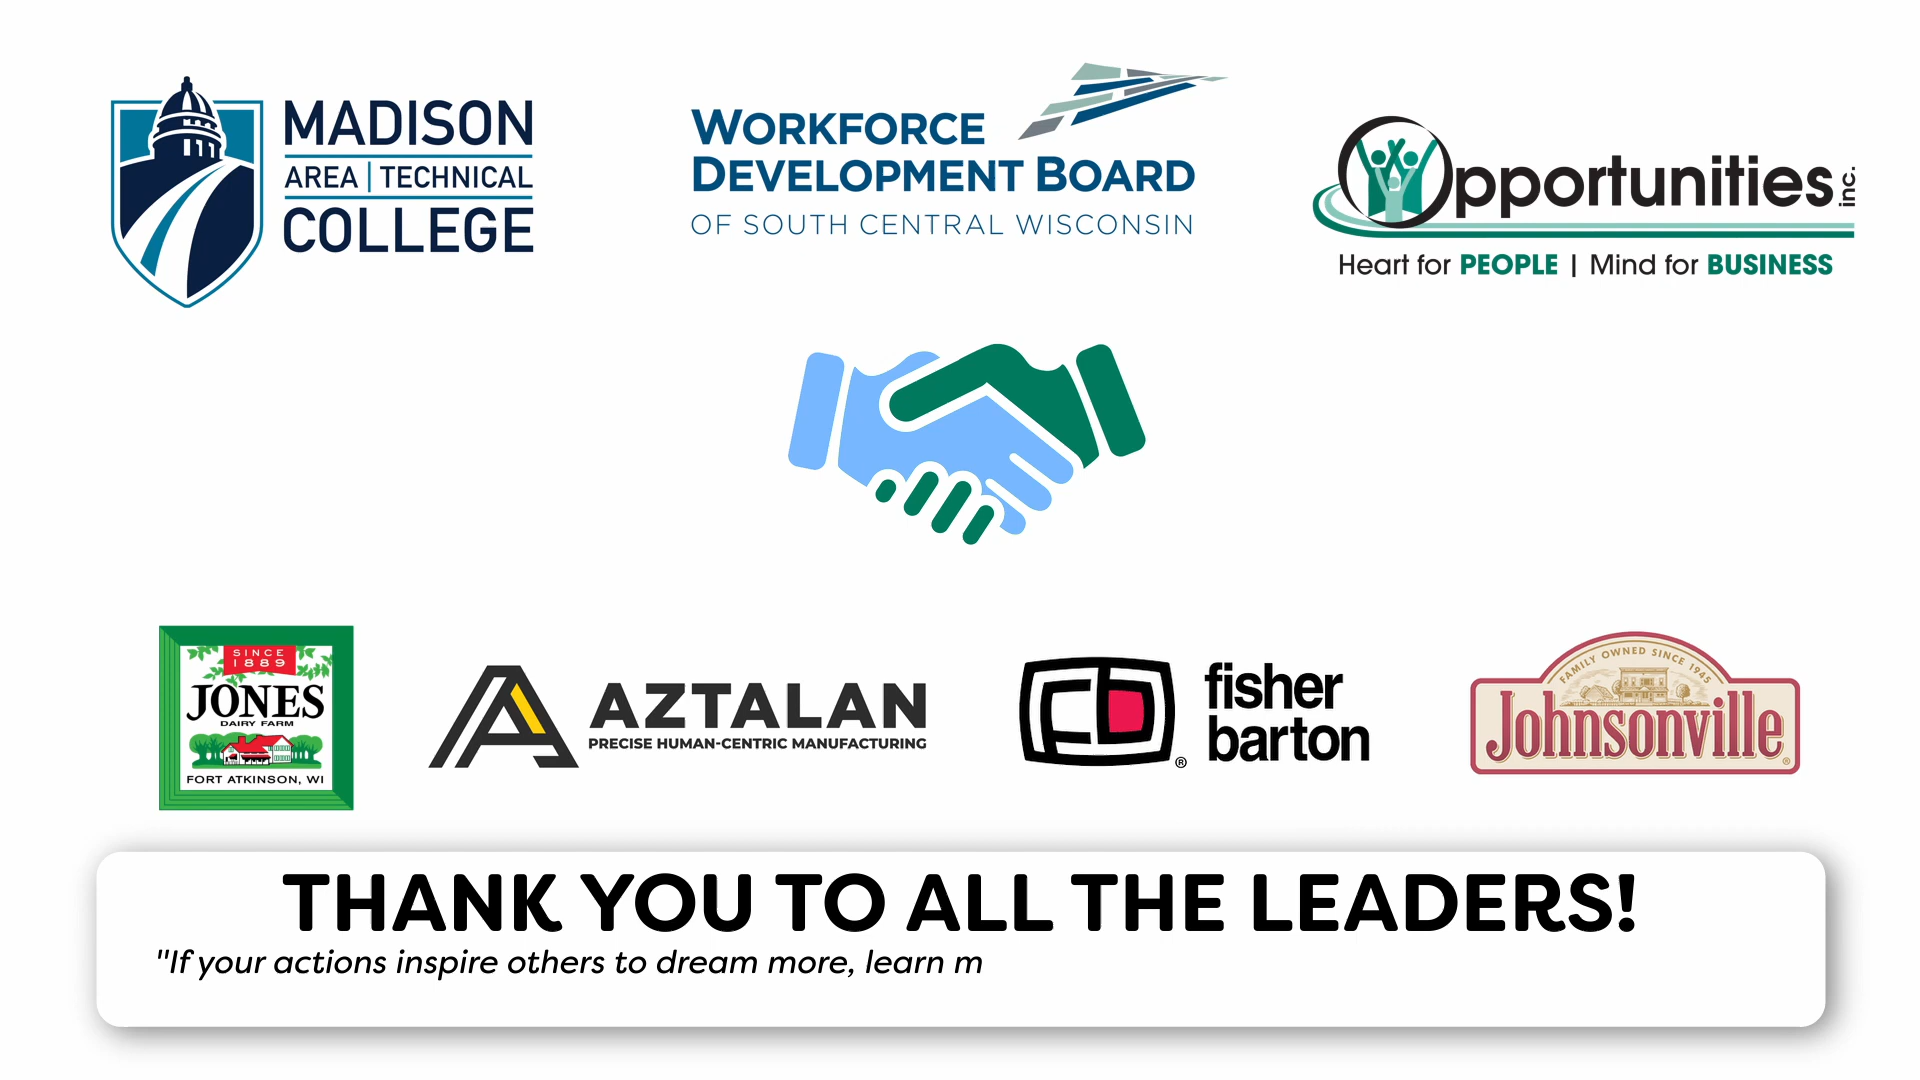 MADISON
AREA | TECHNICAL
COLLEGE
WORKFORCE
DEVELOPMENT BOARD
OF SOUTH CENTRAL WISCONSIN
Opportunities inc.
Heart for PEOPLE | Mind for BUSINESS
SINCE
1889
JONES
DAIRY FARM
FORT ATKINSON, WI
AZTALAN
PRECISE HUMAN-CENTRIC MANUFACTURING
fb®
fisher
barton
FAMILY OWNED SINCE 1945
Johnsonville®
THANK YOU TO ALL THE LEADERS!
"If your actions inspire others to dream more, learn m